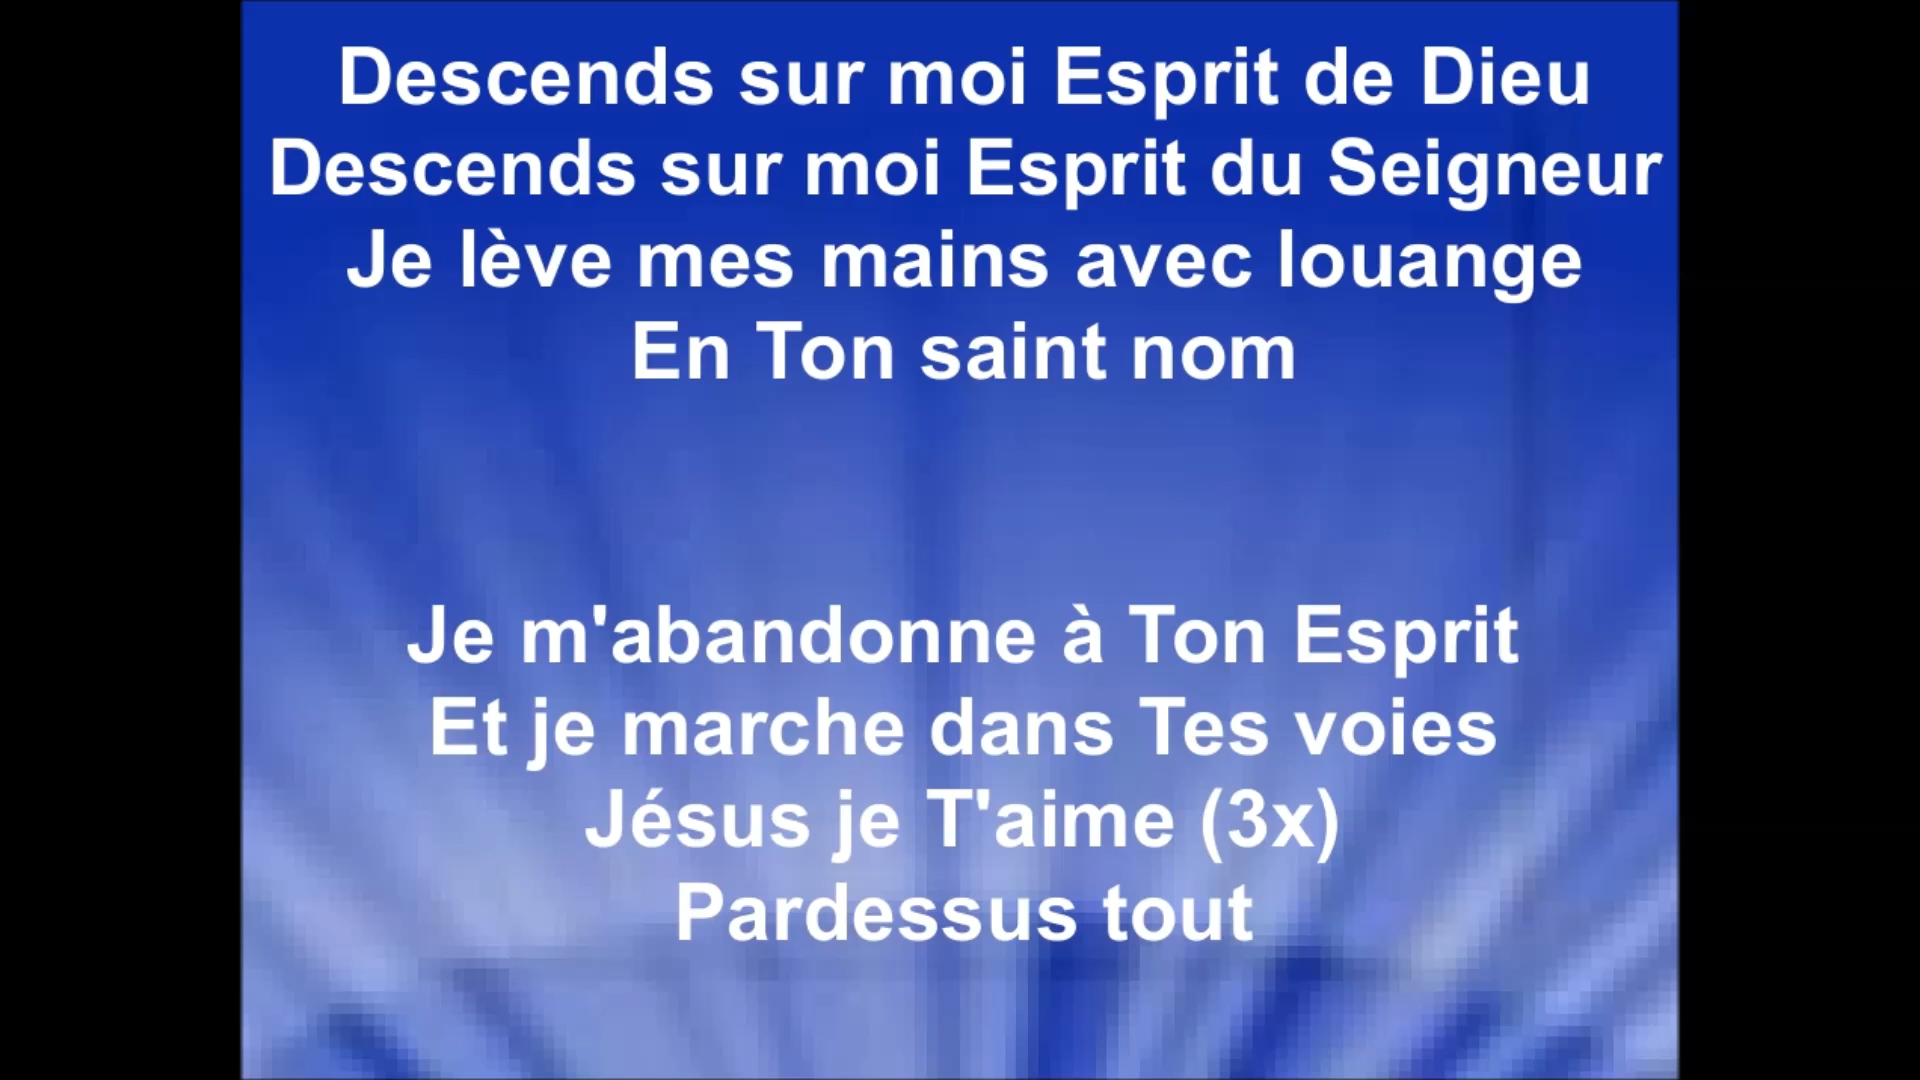 Descends sur moi Esprit de Dieu
Descends sur moi Esprit du Seigneur
Je lève mes mains avec louange
En Ton saint nom
Je m'abandonne à Ton Esprit
Et je marche dans Tes voies
Jésus je T'aime (3x)
Pardessus tout